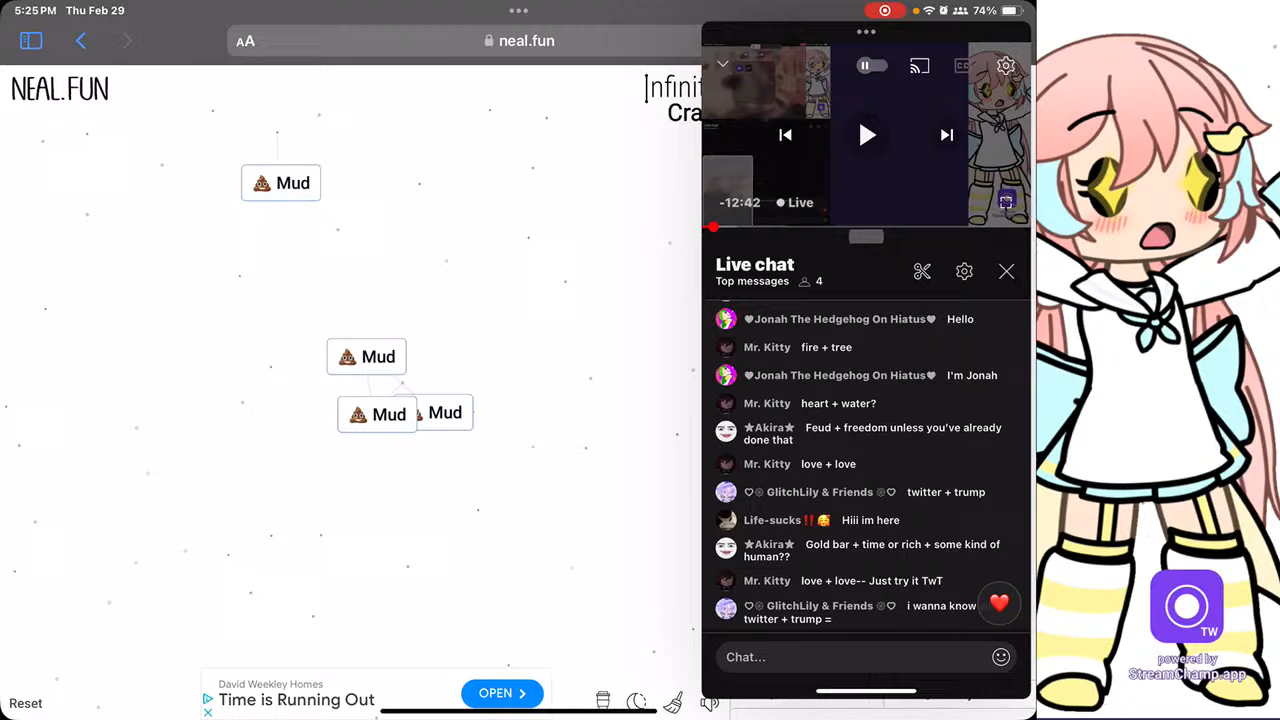 5:25 PM Thu Feb 29
74%
AA
neal.fun
NEAL.FUN
Infinit
Cra
💩 Mud
💩 Mud
💩 Mud
Mud
-12:42
Live
Live chat
Top messages 4
♥Jonah The Hedgehog On Hiatus♥ Hello
Mr. Kitty fire + tree
♥Jonah The Hedgehog On Hiatus♥ I'm Jonah
Mr. Kitty heart + water?
★Akira★ Feud + freedom unless you've already
done that
Mr. Kitty love + love
♡❊ GlitchLily & Friends ❊♡ twitter + trump
Life-sucks‼️🥰 Hiii im here
★Akira★ Gold bar + time or rich + some kind of
human??
Mr. Kitty love + love-- Just try it TwT
♡❊ GlitchLily & Friends ❊♡ i wanna know
twitter + trump =
Chat...
David Weekley Homes
Time is Running Out
OPEN
Reset
TW
powered by
StreamChamp.app